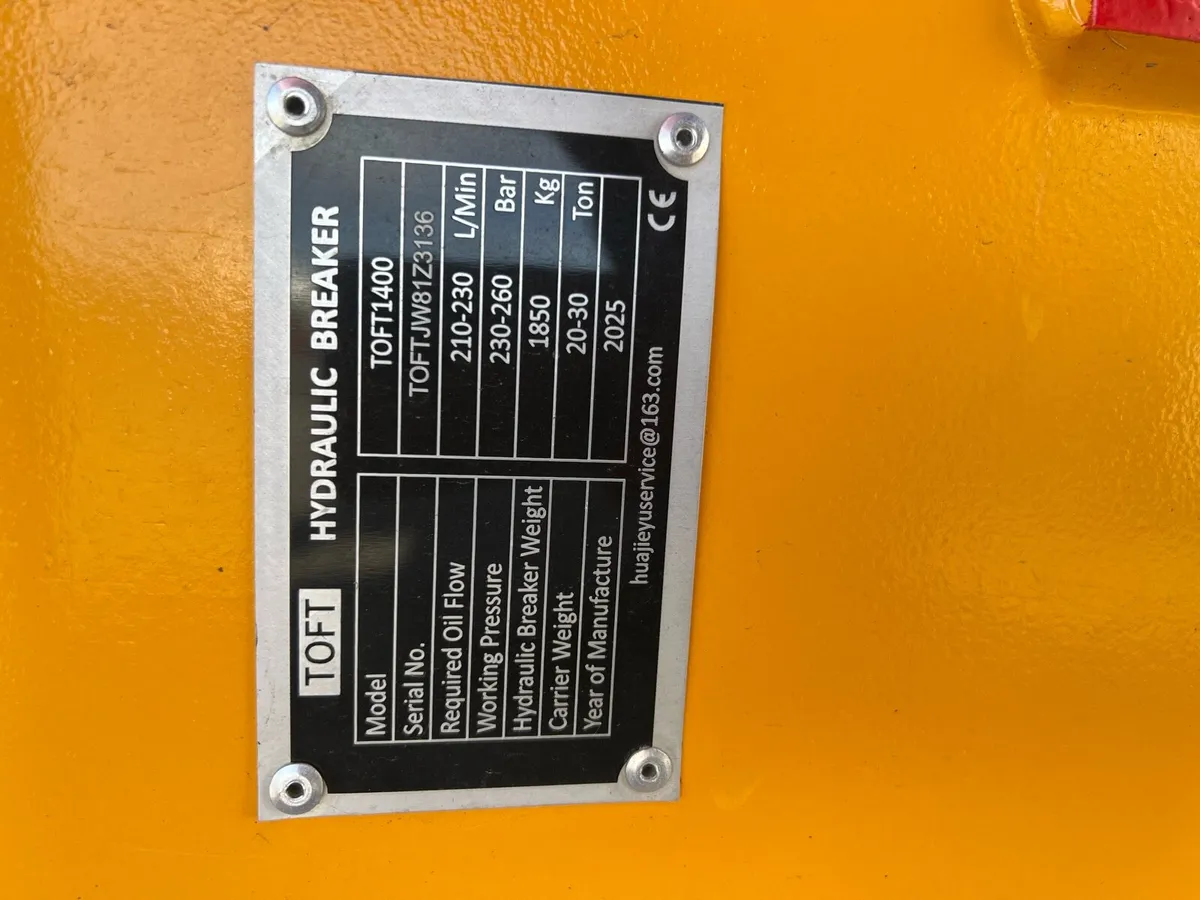 TOFT HYDRAULIC BREAKER
Model TOFT1400
Serial No. TOFTJW81Z3136
Required Oil Flow 210-230 L/Min
Working Pressure 230-260 Bar
Hydraulic Breaker Weight 1850 Kg
Carrier Weight 20-30 Ton
Year of Manufacture 2025
huajieyuservice@163.com CE